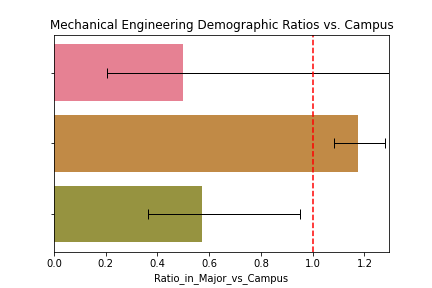 Mechanical Engineering Demographic Ratios vs. Campus
0.0 0.2 0.4 0.6 0.8 1.0 1.2
Ratio_in_Major_vs_Campus